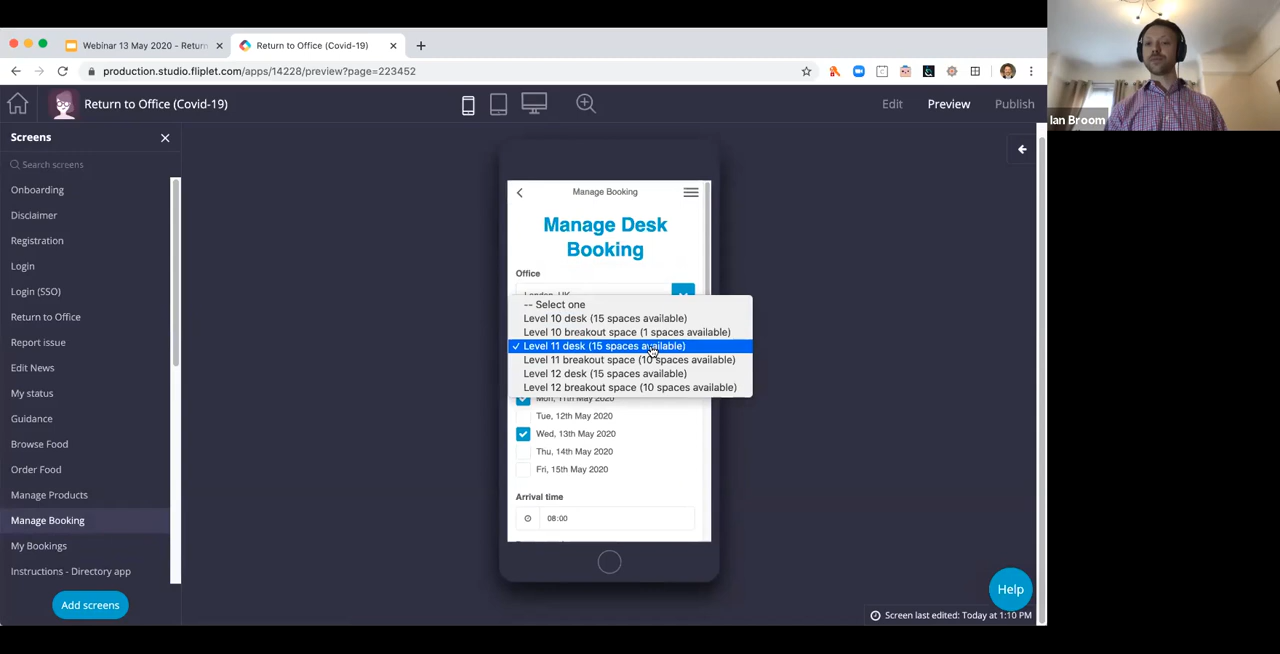 Webinar 13 May 2020 - Return
Return to Office (Covid-19)
production.studio.fliplet.com/apps/14228/preview?page=223452
Return to Office (Covid-19)
Edit
Preview
Publish
Ian Broom
Screens
Search screens
Onboarding
Disclaimer
Registration
Login
Login (SSO)
Return to Office
Report issue
Edit News
My status
Guidance
Browse Food
Order Food
Manage Products
Manage Booking
My Bookings
Instructions - Directory app
Add screens
Manage Booking
Manage Desk
Booking
Office
London, UK
-- Select one
Level 10 desk (15 spaces available)
Level 10 breakout space (1 spaces available)
✓ Level 11 desk (15 spaces available)
Level 11 breakout space (10 spaces available)
Level 12 desk (15 spaces available)
Level 12 breakout space (10 spaces available)
Mon, 11th May 2020
Tue, 12th May 2020
Wed, 13th May 2020
Thu, 14th May 2020
Fri, 15th May 2020
Arrival time
08:00
Help
Screen last edited: Today at 1:10 PM